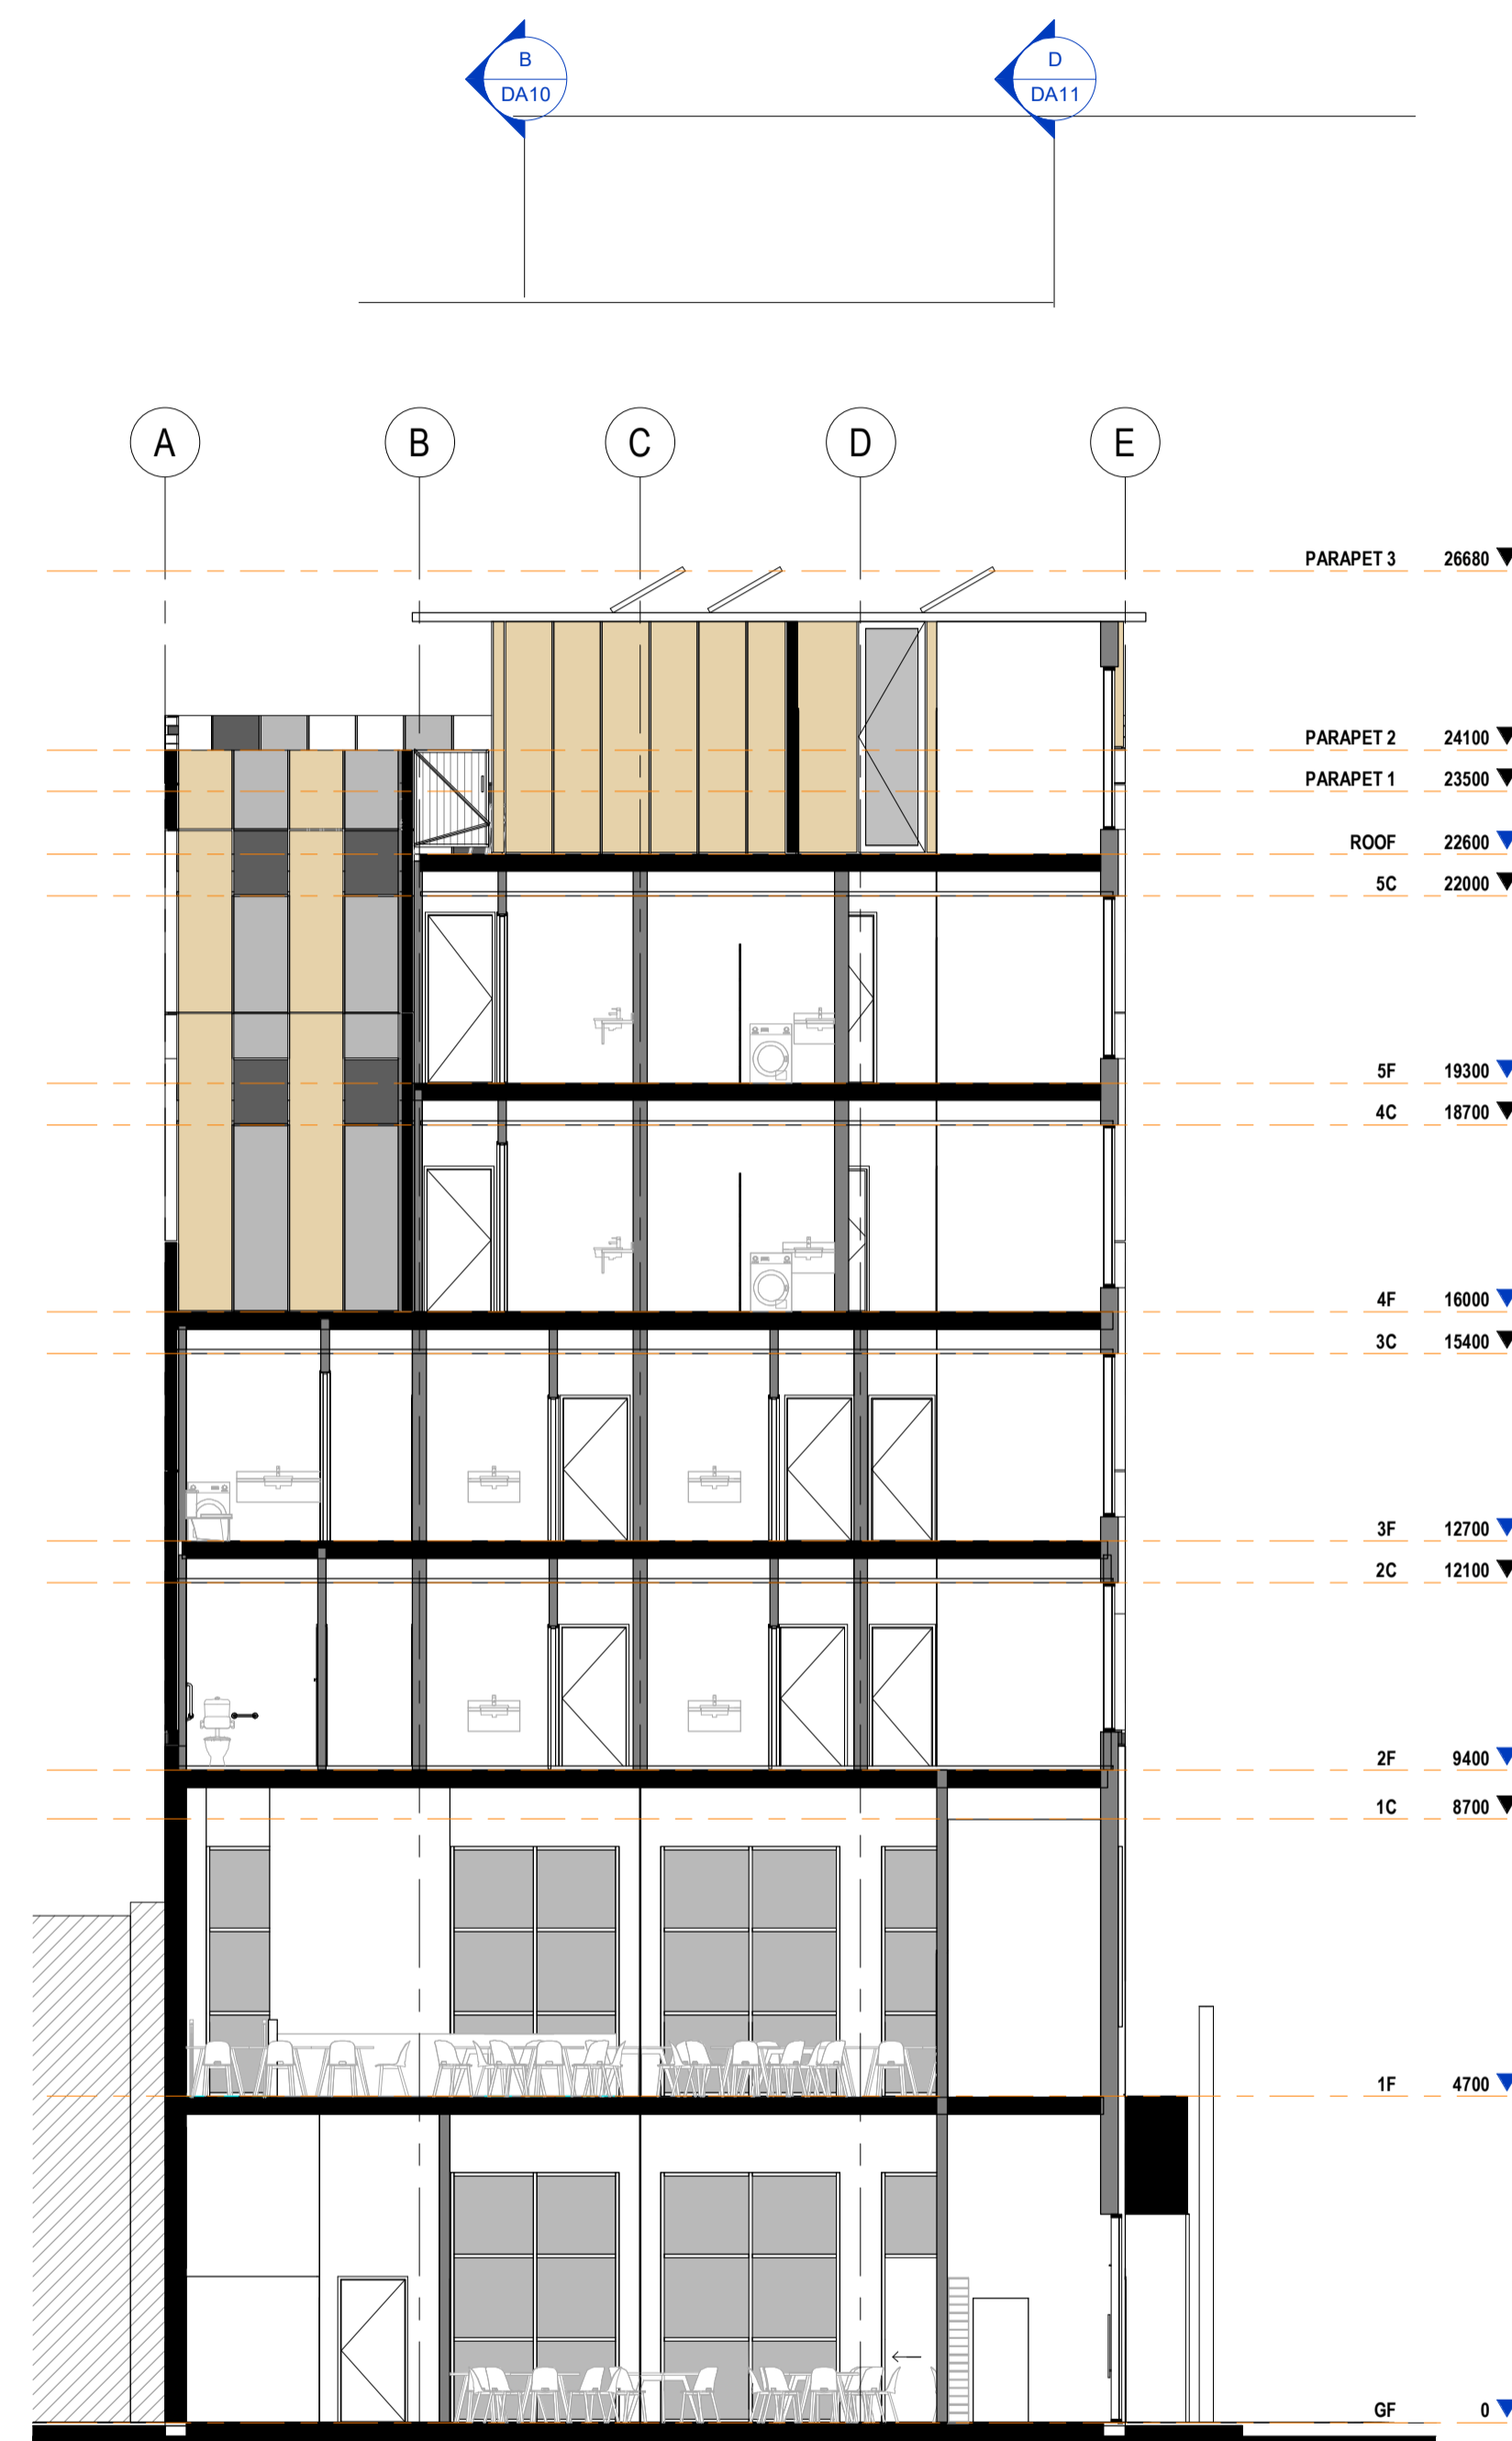 B
DA10
D
DA11
A B C D E
PARAPET 3 26680
PARAPET 2 24100
PARAPET 1 23500
ROOF 22600
5C 22000
5F 19300
4C 18700
4F 16000
3C 15400
3F 12700
2C 12100
2F 9400
1C 8700
1F 4700
GF 0